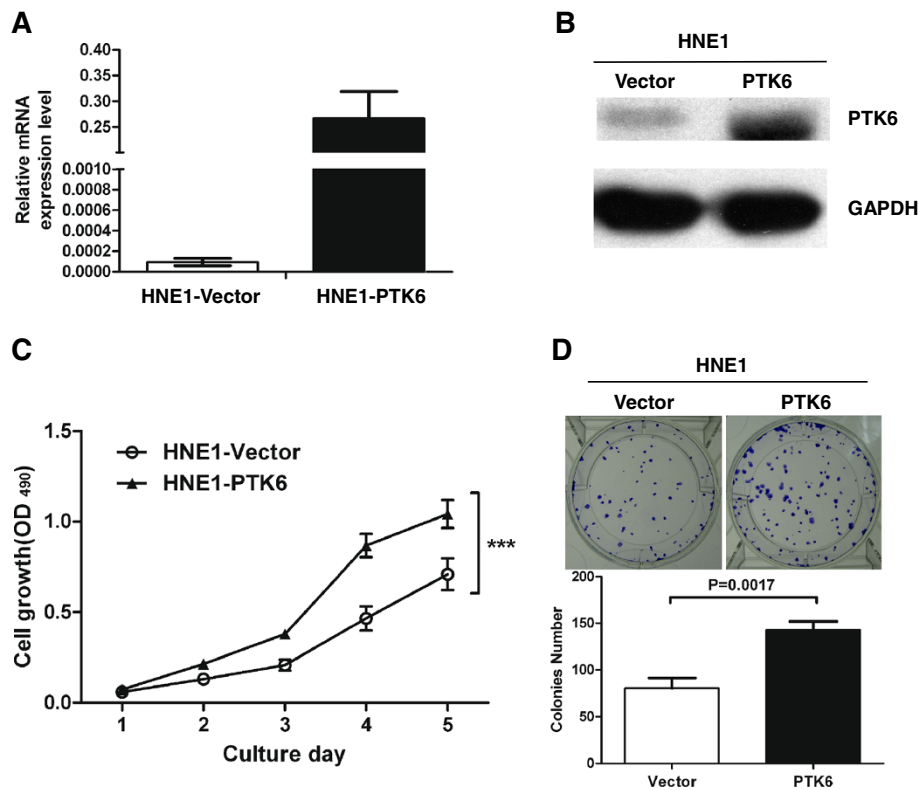 A
Relative mRNA
expression level
0.40
0.35
0.30
0.25
0.0010
0.0008
0.0006
0.0004
0.0002
0.0000
HNE1-Vector
HNE1-PTK6
B
HNE1
Vector
PTK6
PTK6
GAPDH
C
Cell growth(OD 490)
1.5
1.0
0.5
0.0
HNE1-Vector
HNE1-PTK6
***
1
2
3
4
5
Culture day
D
HNE1
Vector
PTK6
Colonies Number
200
150
100
50
0
P=0.0017
Vector
PTK6